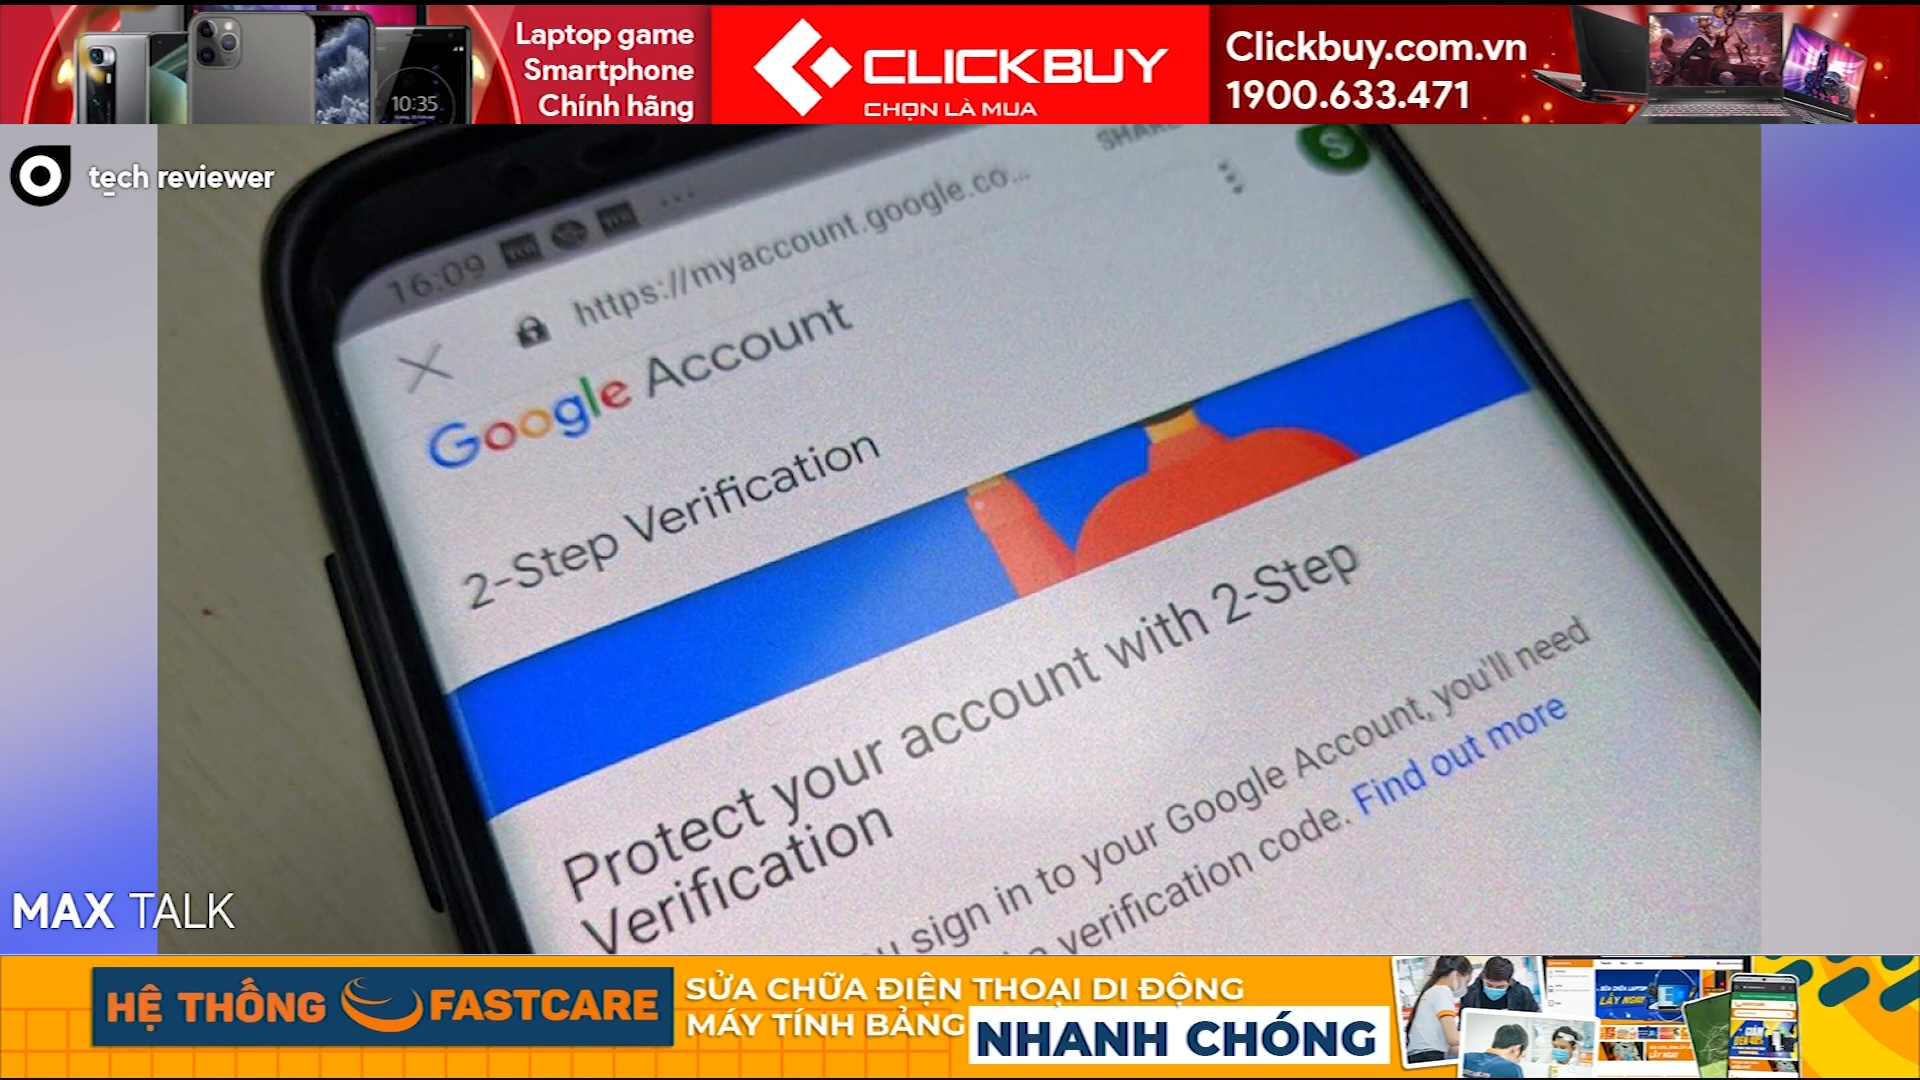 Laptop game
Smartphone
Chính hãng
10:35
CLICKBUY
CHỌN LÀ MUA
Clickbuy.com.vn
1900.633.471
tech reviewer
16:09
https://myaccount.google.co...
SHARE
S
Google Account
2-Step Verification
Protect your account with 2-Step
Verification
sign in to your Google Account, you'll need
verification code. Find out more
MAX TALK
HỆ THỐNG FASTCARE
SỬA CHỮA ĐIỆN THOẠI DI ĐỘNG
MÁY TÍNH BẢNG
NHANH CHÓNG
LẤY NGAY